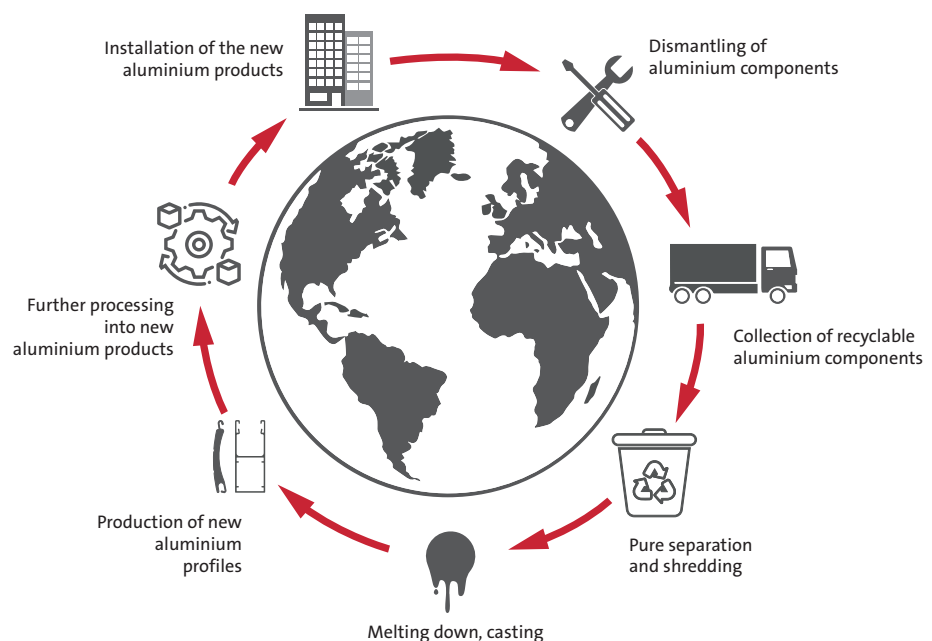 Installation of the new
aluminium products
Dismantling of
aluminium components
Collection of recyclable
aluminium components
Pure separation
and shredding
Melting down, casting
Production of new
aluminium
profiles
Further processing
into new
aluminium products